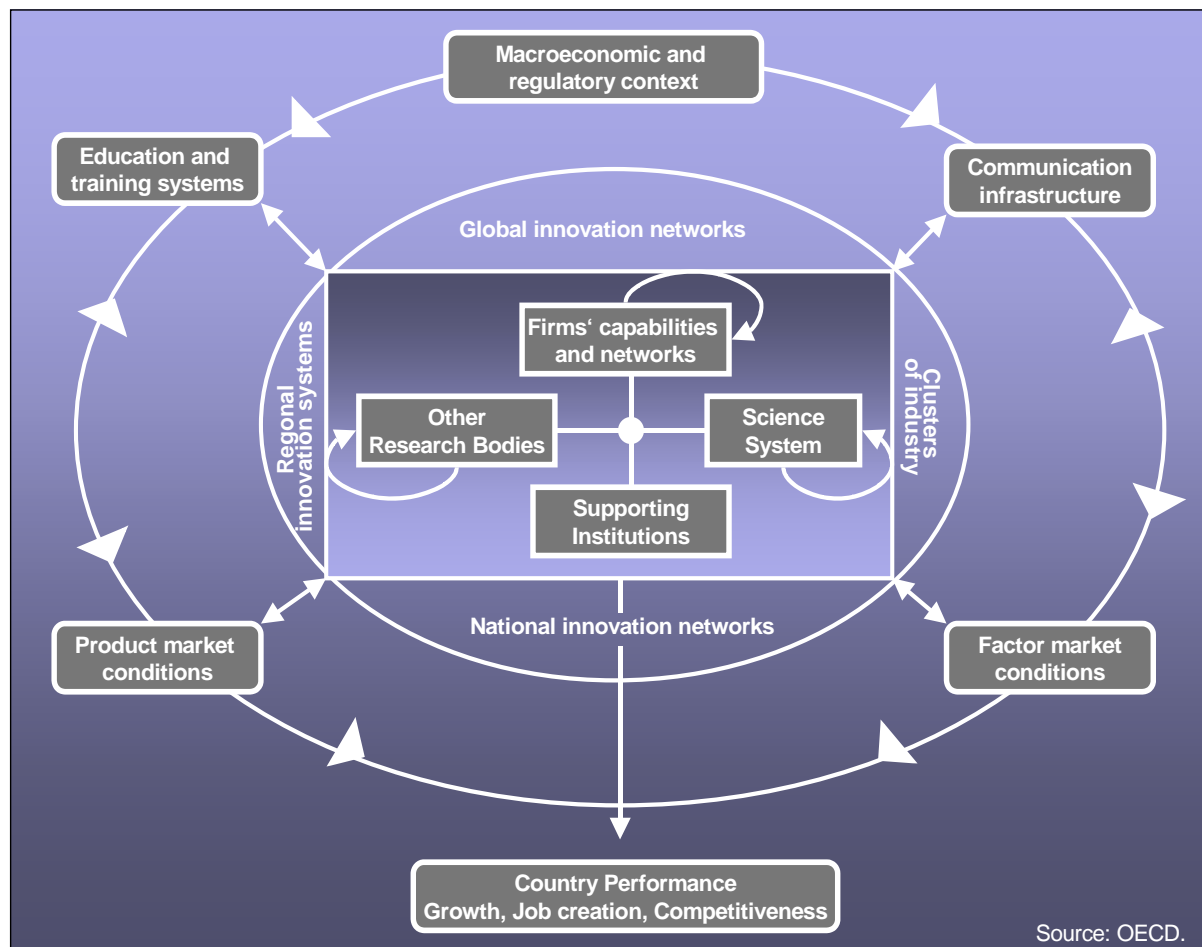 Macroeconomic and
regulatory context
Education and
training systems
Communication
infrastructure
Global innovation networks
Regional
innovation systems
Firms‘ capabilities
and networks
Clusters
of industry
Other
Research Bodies
Science
System
Supporting
Institutions
National innovation networks
Product market
conditions
Factor market
conditions
Country Performance
Growth, Job creation, Competitiveness
Source: OECD.